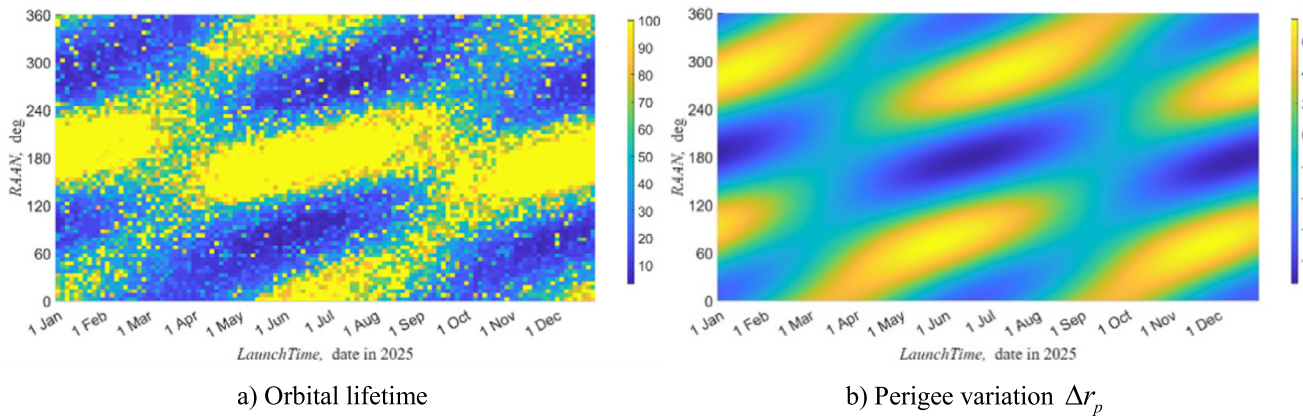 360
300
240
180
120
60
0
RAAN, deg
1 Jan
1 Feb
1 Mar
1 Apr
1 May
1 Jun
1 Jul
1 Aug
1 Sep
1 Oct
1 Nov
1 Dec
LaunchTime, date in 2025
100
90
80
70
60
50
40
30
20
10
a) Orbital lifetime
360
300
240
180
120
60
0
RAAN, deg
1 Jan
1 Feb
1 Mar
1 Apr
1 May
1 Jun
1 Jul
1 Aug
1 Sep
1 Oct
1 Nov
1 Dec
LaunchTime, date in 2025
b) Perigee variation Δr_p